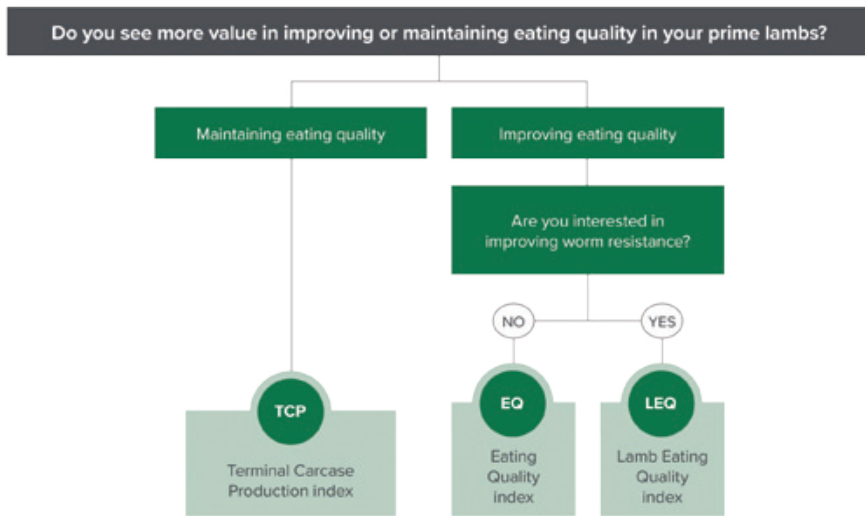 Do you see more value in improving or maintaining eating quality in your prime lambs?
Maintaining eating quality
Improving eating quality
Are you interested in
improving worm resistance?
NO
YES
TCP
EQ
LEQ
Terminal Carcase
Production index
Eating
Quality
index
Lamb Eating
Quality
index